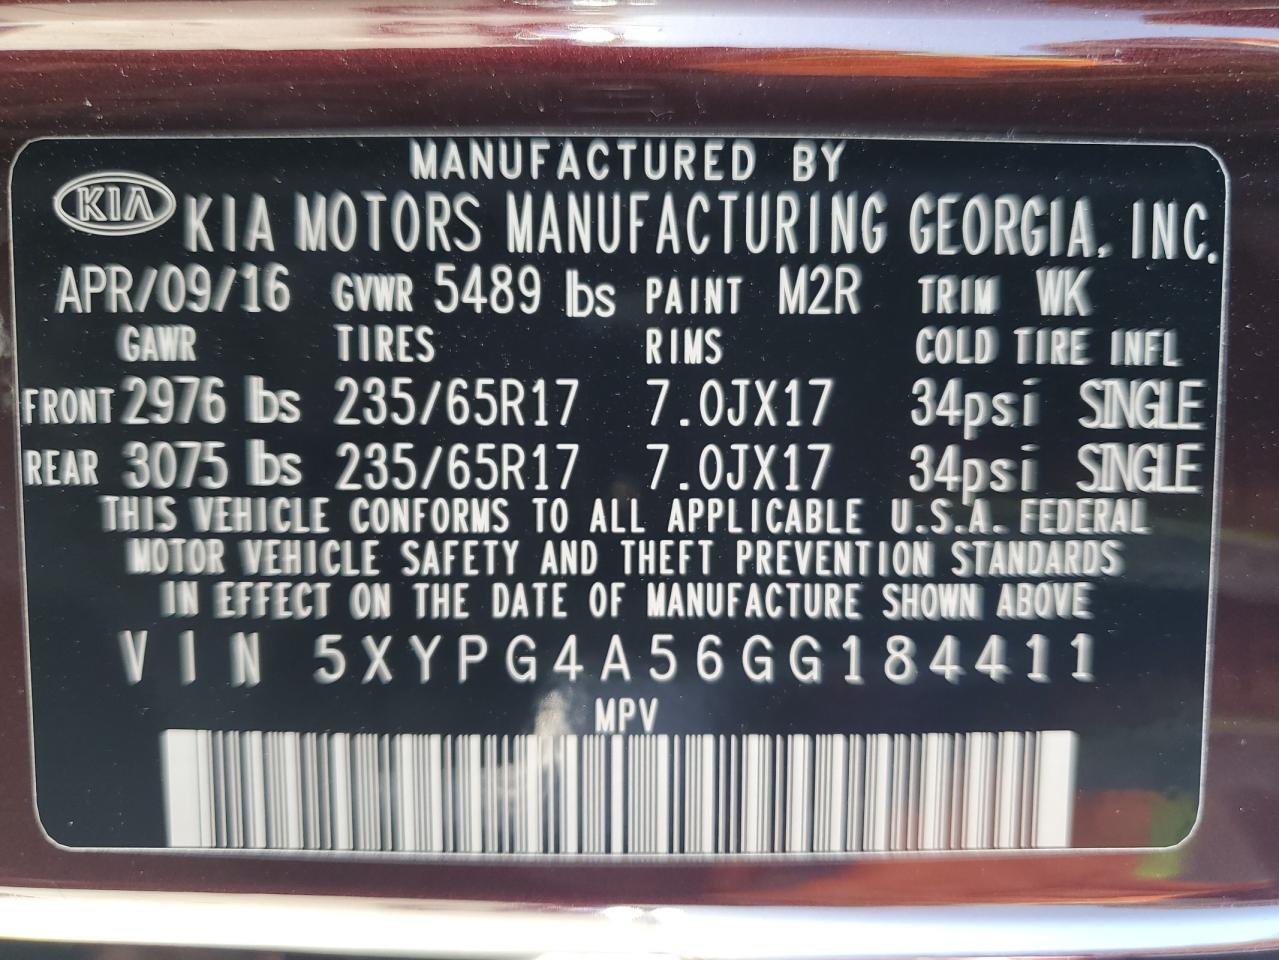 MANUFACTURED BY
KIA KIA MOTORS MANUFACTURING GEORGIA, INC.
APR/09/16 GVWR 5489 lbs PAINT M2R TRIM WK
GAWR TIRES RIMS COLD TIRE INFL
FRONT 2976 lbs 235/65R17 7.0JX17 34psi SINGLE
REAR 3075 lbs 235/65R17 7.0JX17 34psi SINGLE
THIS VEHICLE CONFORMS TO ALL APPLICABLE U.S.A. FEDERAL
MOTOR VEHICLE SAFETY AND THEFT PREVENTION STANDARDS
IN EFFECT ON THE DATE OF MANUFACTURE SHOWN ABOVE
VIN 5XYPG4A56GG184411
MPV